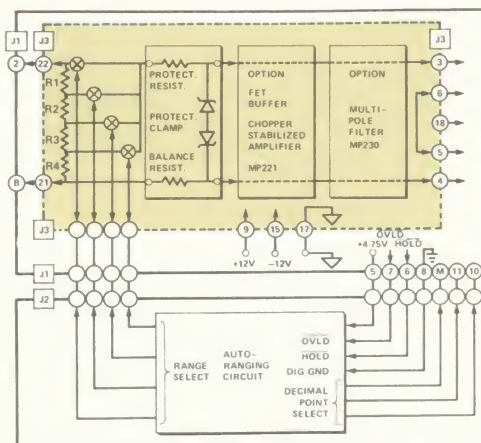 J1
J3
J3
2
22
R1
R2
R3
R4
B
21
PROTECT.
RESIST.
PROTECT.
CLAMP
BALANCE
RESIST.
OPTION
FET
BUFFER
CHOPPER
STABILIZED
AMPLIFIER
MP221
OPTION
MULTI-
POLE
FILTER
MP230
3
6
18
5
4
J3
9
15
17
+12V
−12V
OVLD
+4 75V
HOLD
J1
5
7
6
8
M
11
10
J2
RANGE
SELECT
AUTO-
RANGING
CIRCUIT
OVLD
HOLD
DIG.GND
DECIMAL
POINT
SELECT